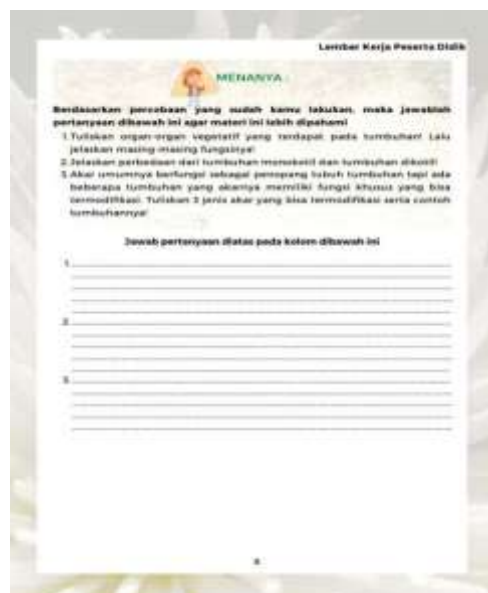 Lembar Kerja Peserta Didik
MENANYA
Berdasarkan percobaan yang sudah kamu lakukan, maka jawablah
pertanyaan dibawah ini agar materi ini lebih dipahami
1. Tuliskan organ-organ vegetatif yang terdapat pada tumbuhan! Lalu
jelaskan masing-masing fungsinya!
2. Jelaskan perbedaan dari tumbuhan monokotil dan tumbuhan dikotil!
3. Akar umumnya berfungsi sebagai penopang tubuh tumbuhan tapi ada
beberapa tumbuhan yang akarnya memiliki fungsi khusus yang bisa
termodifikasi. Tuliskan 3 jenis akar yang bisa termodifikasi serta contoh
tumbuhannya!
Jawab pertanyaan diatas pada kolom dibawah ini
1.
2.
3.